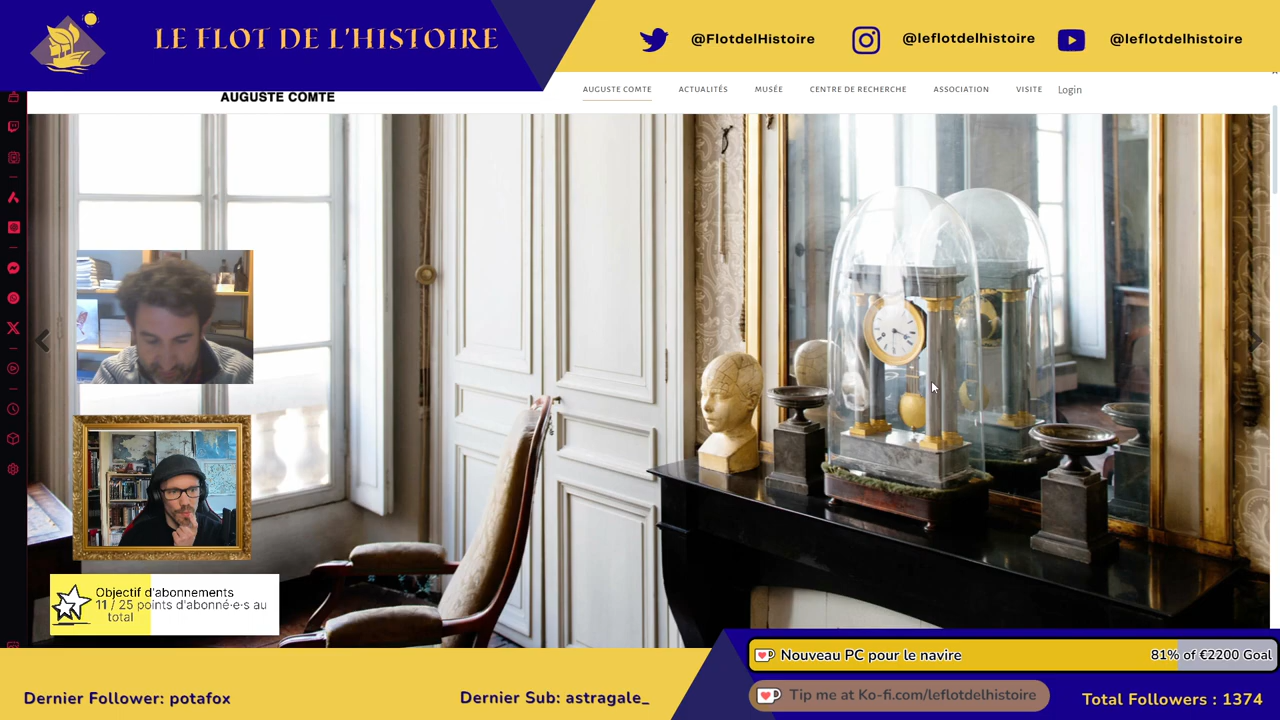 LE FLOT DE L'HISTOIRE
@FlotdelHistoire
@leflotdelhistoire
@leflotdelhistoire
AUGUSTE COMTE
AUGUSTE COMTE
ACTUALITÉS
MUSÉE
CENTRE DE RECHERCHE
ASSOCIATION
VISITE
Login
Objectif d'abonnements
11 / 25 points d'abonné·e·s au
total
Nouveau PC pour le navire
81% of €2200 Goal
Tip me at Ko-fi.com/leflotdelhistoire
Dernier Follower: potafox
Dernier Sub: astragale_
Total Followers : 1374